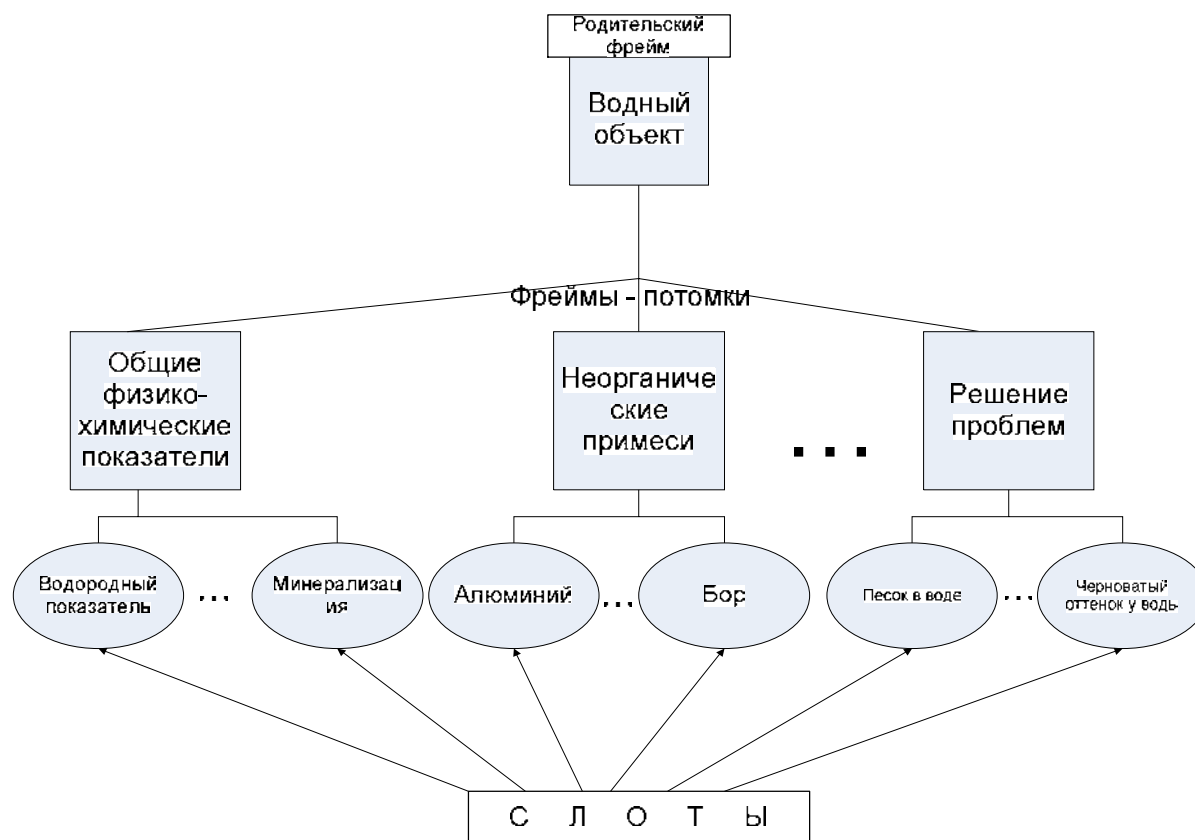 Родительский
фрейм
Водный
объект
Фреймы - потомки
Общие
физико-
химические
показатели
Неорганиче
ские
примеси
...
Решение
проблем
Водородный
показатель
...
Минерализац
ия
Алюминий
...
Бор
Песок в воде
...
Черноватый
оттенок у воды
С Л О Т Ы